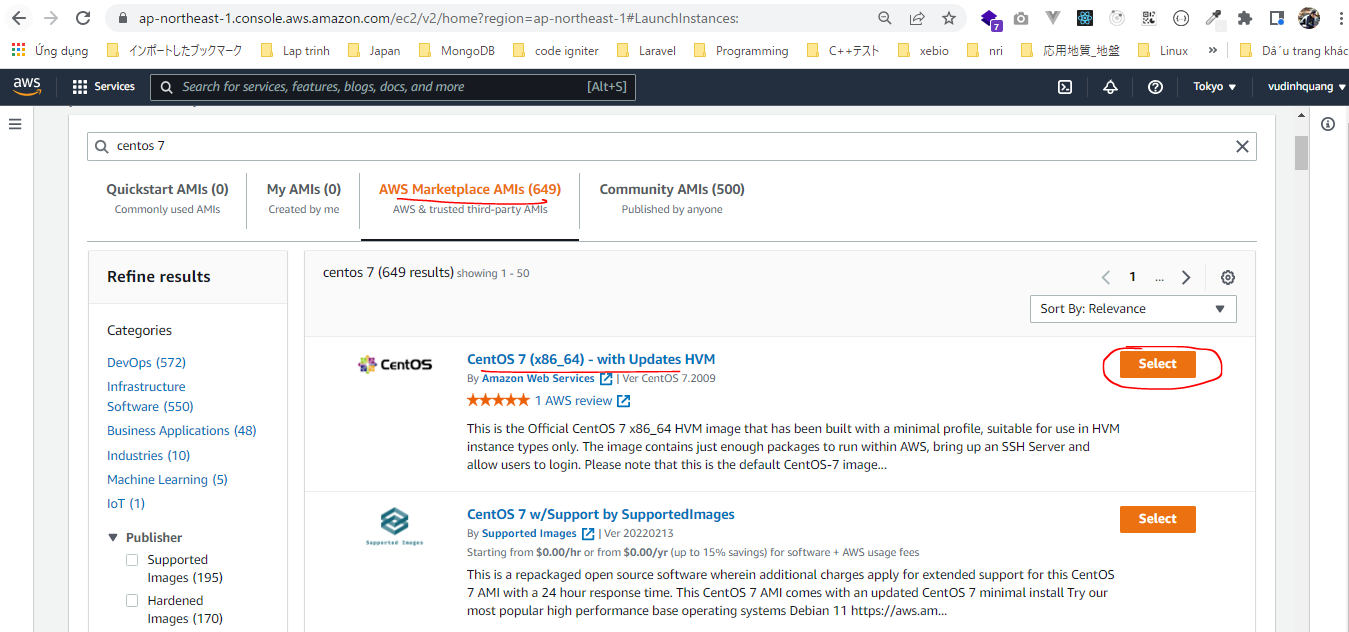 ap-northeast-1.console.aws.amazon.com/ec2/v2/home?region=ap-northeast-1#LaunchInstances:
7
Ứng dụng
インポートしたブックマーク
Lap trinh
Japan
MongoDB
code igniter
Laravel
Programming
C++テスト
xebio
nri
応用地質_地盤
Linux
»
Dấu trang khác
aws
Services
Search for services, features, blogs, docs, and more
[Alt+S]
Tokyo
vudinhquang
centos 7
Quickstart AMIs (0)
Commonly used AMIs
My AMIs (0)
Created by me
AWS Marketplace AMIs (649)
AWS & trusted third-party AMIs
Community AMIs (500)
Published by anyone
Refine results
Categories
DevOps (572)
Infrastructure
Software (550)
Business Applications (48)
Industries (10)
Machine Learning (5)
IoT (1)
Publisher
Supported
Images (195)
Hardened
Images (170)
centos 7 (649 results) showing 1 - 50
1 ...
Sort By: Relevance
CentOS
CentOS 7 (x86_64) - with Updates HVM
Select
By Amazon Web Services | Ver CentOS 7.2009
1 AWS review
This is the Official CentOS 7 x86_64 HVM image that has been built with a minimal profile, suitable for use in HVM
instance types only. The image contains just enough packages to run within AWS, bring up an SSH Server and
allow users to login. Please note that this is the default CentOS-7 image...
Supported Images
CentOS 7 w/Support by SupportedImages
Select
By Supported Images | Ver 20220213
Starting from $0.00/hr or from $0.00/yr (up to 15% savings) for software + AWS usage fees
This is a repackaged open source software wherein additional charges apply for extended support for this CentOS
7 AMI with a 24 hour response time. This CentOS 7 AMI comes with an updated CentOS 7 minimal install Try our
most popular high performance base operating systems Debian 11 https://aws.am...